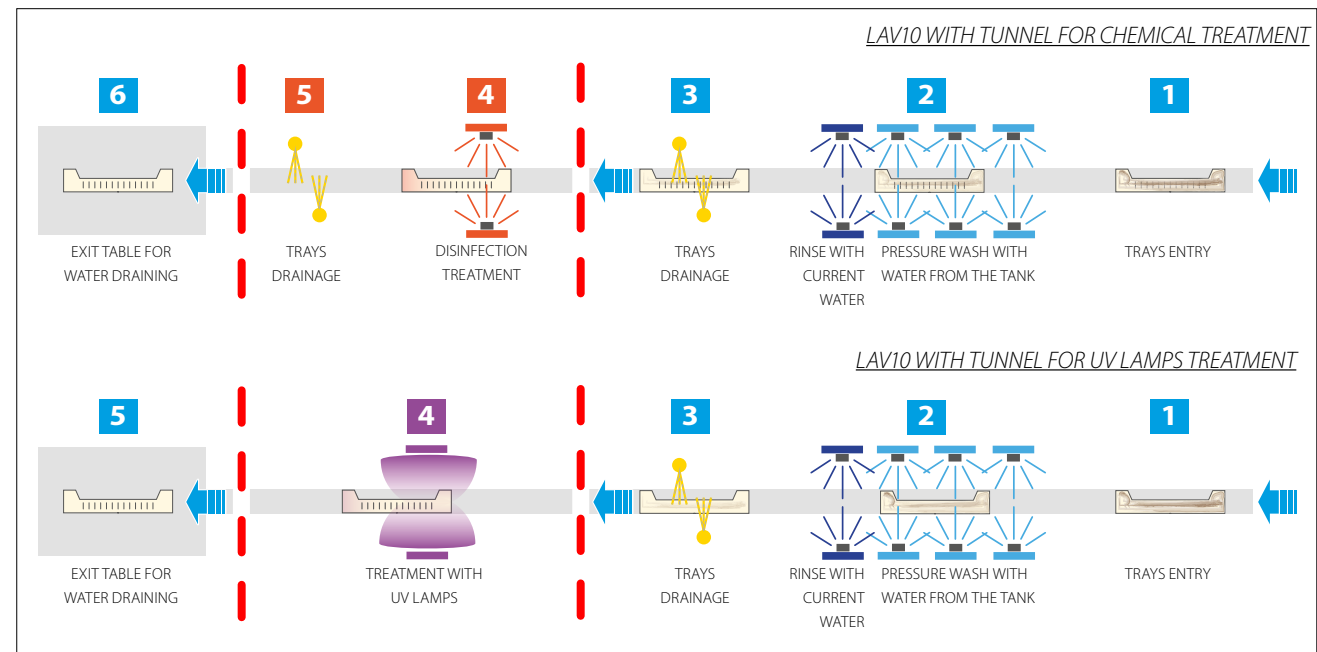 LAV10 WITH TUNNEL FOR CHEMICAL TREATMENT
6
5
4
3
2
1
EXIT TABLE FOR
WATER DRAINING
TRAYS
DRAINAGE
DISINFECTION
TREATMENT
TRAYS
DRAINAGE
RINSE WITH
CURRENT
WATER
PRESSURE WASH WITH
WATER FROM THE TANK
TRAYS ENTRY
LAV10 WITH TUNNEL FOR UV LAMPS TREATMENT
5
4
3
2
1
EXIT TABLE FOR
WATER DRAINING
TREATMENT WITH
UV LAMPS
TRAYS
DRAINAGE
RINSE WITH
CURRENT
WATER
PRESSURE WASH WITH
WATER FROM THE TANK
TRAYS ENTRY